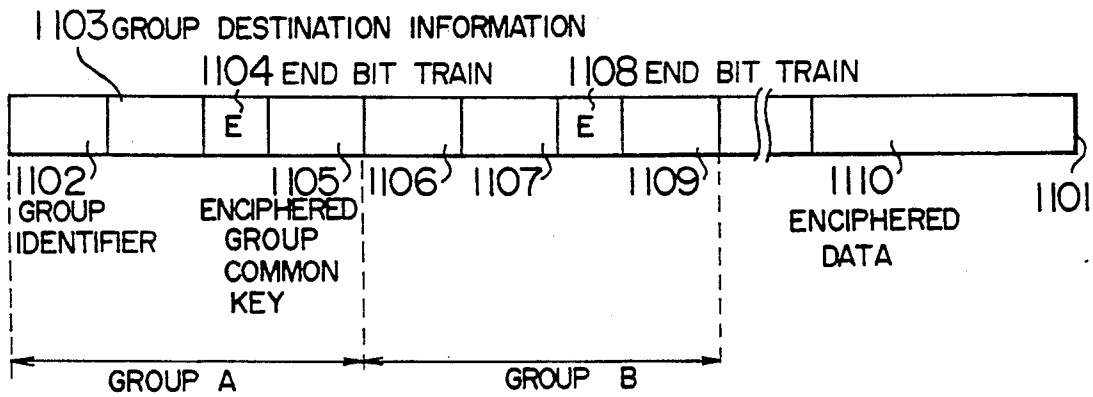 1103 GROUP DESTINATION INFORMATION
1104 END BIT TRAIN
1108 END BIT TRAIN
E
E
1102
1105
1106
1107
1109
1110
1101
GROUP
IDENTIFIER
ENCIPHERED
GROUP
COMMON
KEY
ENCIPHERED
DATA
GROUP A
GROUP B